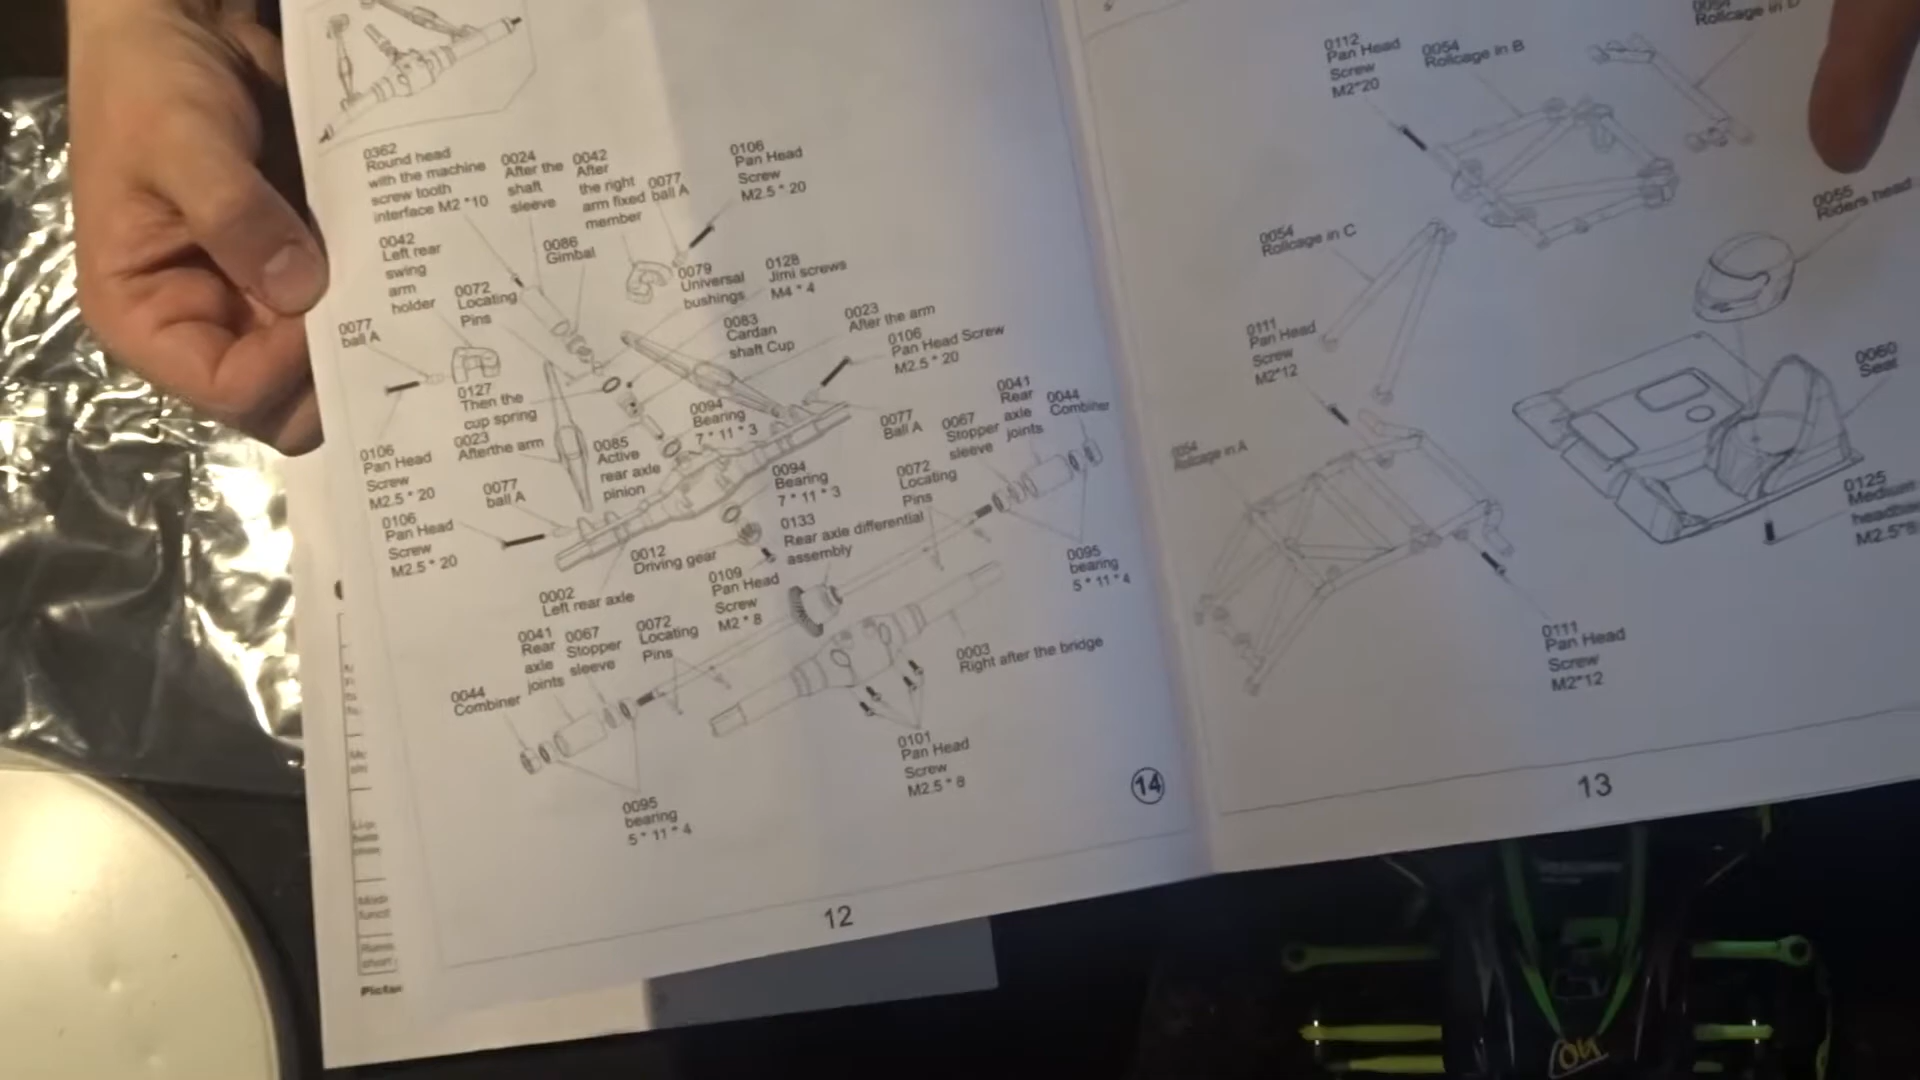 0362
Round head
with the machine
screw tooth
interface M2 *10
0024
After the
shaft
sleeve
0042
After
the right
arm fixed
member
0077
ball A
0106
Pan Head
Screw
M2.5 * 20
0042
Left rear
swing
arm
holder
0072
Locating
Pins
0086
Gimbal
0079
Universal
bushings
0128
Jimi screws
M4 * 4
0077
ball A
0083
Cardan
shaft Cup
0023
After the arm
0106
Pan Head Screw
M2.5 * 20
0127
Then the
cup spring
0106
Pan Head
Screw
M2.5 * 20
0023
Afterthe arm
0085
Active
rear axle
pinion
0094
Bearing
7 * 11 * 3
0077
Ball A
0067
Stopper
sleeve
0041
Rear
axle
joints
0044
Combiner
0077
ball A
0106
Pan Head
Screw
M2.5 * 20
0094
Bearing
7 * 11 * 3
0072
Locating
Pins
0133
Rear axle differential
assembly
0012
Driving gear
0109
Pan Head
Screw
M2 * 8
0002
Left rear axle
0095
bearing
5 * 11 * 4
0041
Rear
axle
joints
0067
Stopper
sleeve
0072
Locating
Pins
0003
Right after the bridge
0044
Combiner
0101
Pan Head
Screw
M2.5 * 8
0095
bearing
5 * 11 * 4
14
12
0054
Rollcage in D
0112
Pan Head
Screw
M2*20
0054
Rollcage in B
0055
Riders head
0054
Rollcage in C
0111
Pan Head
Screw
M2*12
0060
Seat
0054
Rollcage in A
0125
Medium
M2.5*8
0111
Pan Head
Screw
M2*12
13